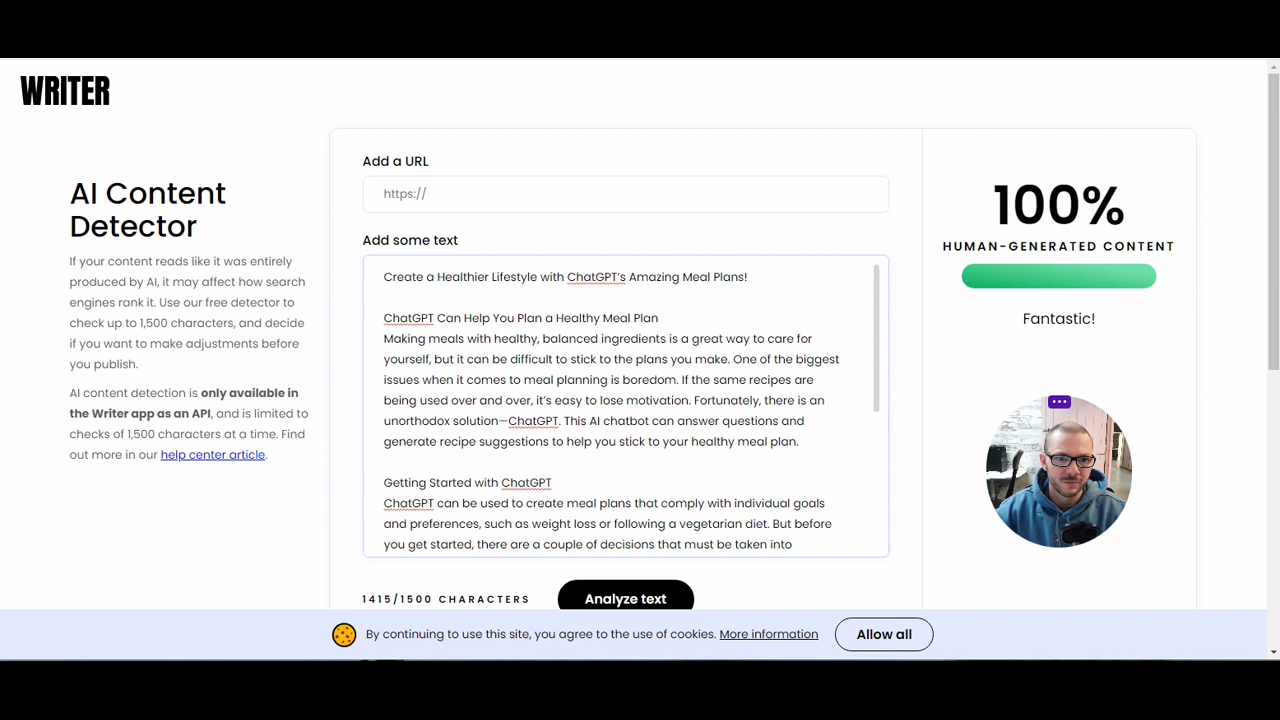 WRITER
AI Content
Detector
If your content reads like it was entirely
produced by AI, it may affect how search
engines rank it. Use our free detector to
check up to 1,500 characters, and decide
if you want to make adjustments before
you publish.
AI content detection is only available in
the Writer app as an API, and is limited to
checks of 1,500 characters at a time. Find
out more in our help center article.
Add a URL
https://
Add some text
Create a Healthier Lifestyle with ChatGPT's Amazing Meal Plans!
ChatGPT Can Help You Plan a Healthy Meal Plan
Making meals with healthy, balanced ingredients is a great way to care for
yourself, but it can be difficult to stick to the plans you make. One of the biggest
issues when it comes to meal planning is boredom. If the same recipes are
being used over and over, it's easy to lose motivation. Fortunately, there is an
unorthodox solution—ChatGPT. This AI chatbot can answer questions and
generate recipe suggestions to help you stick to your healthy meal plan.
Getting Started with ChatGPT
ChatGPT can be used to create meal plans that comply with individual goals
and preferences, such as weight loss or following a vegetarian diet. But before
you get started, there are a couple of decisions that must be taken into
1415/1500 CHARACTERS
Analyze text
100%
HUMAN-GENERATED CONTENT
Fantastic!
By continuing to use this site, you agree to the use of cookies. More information
Allow all